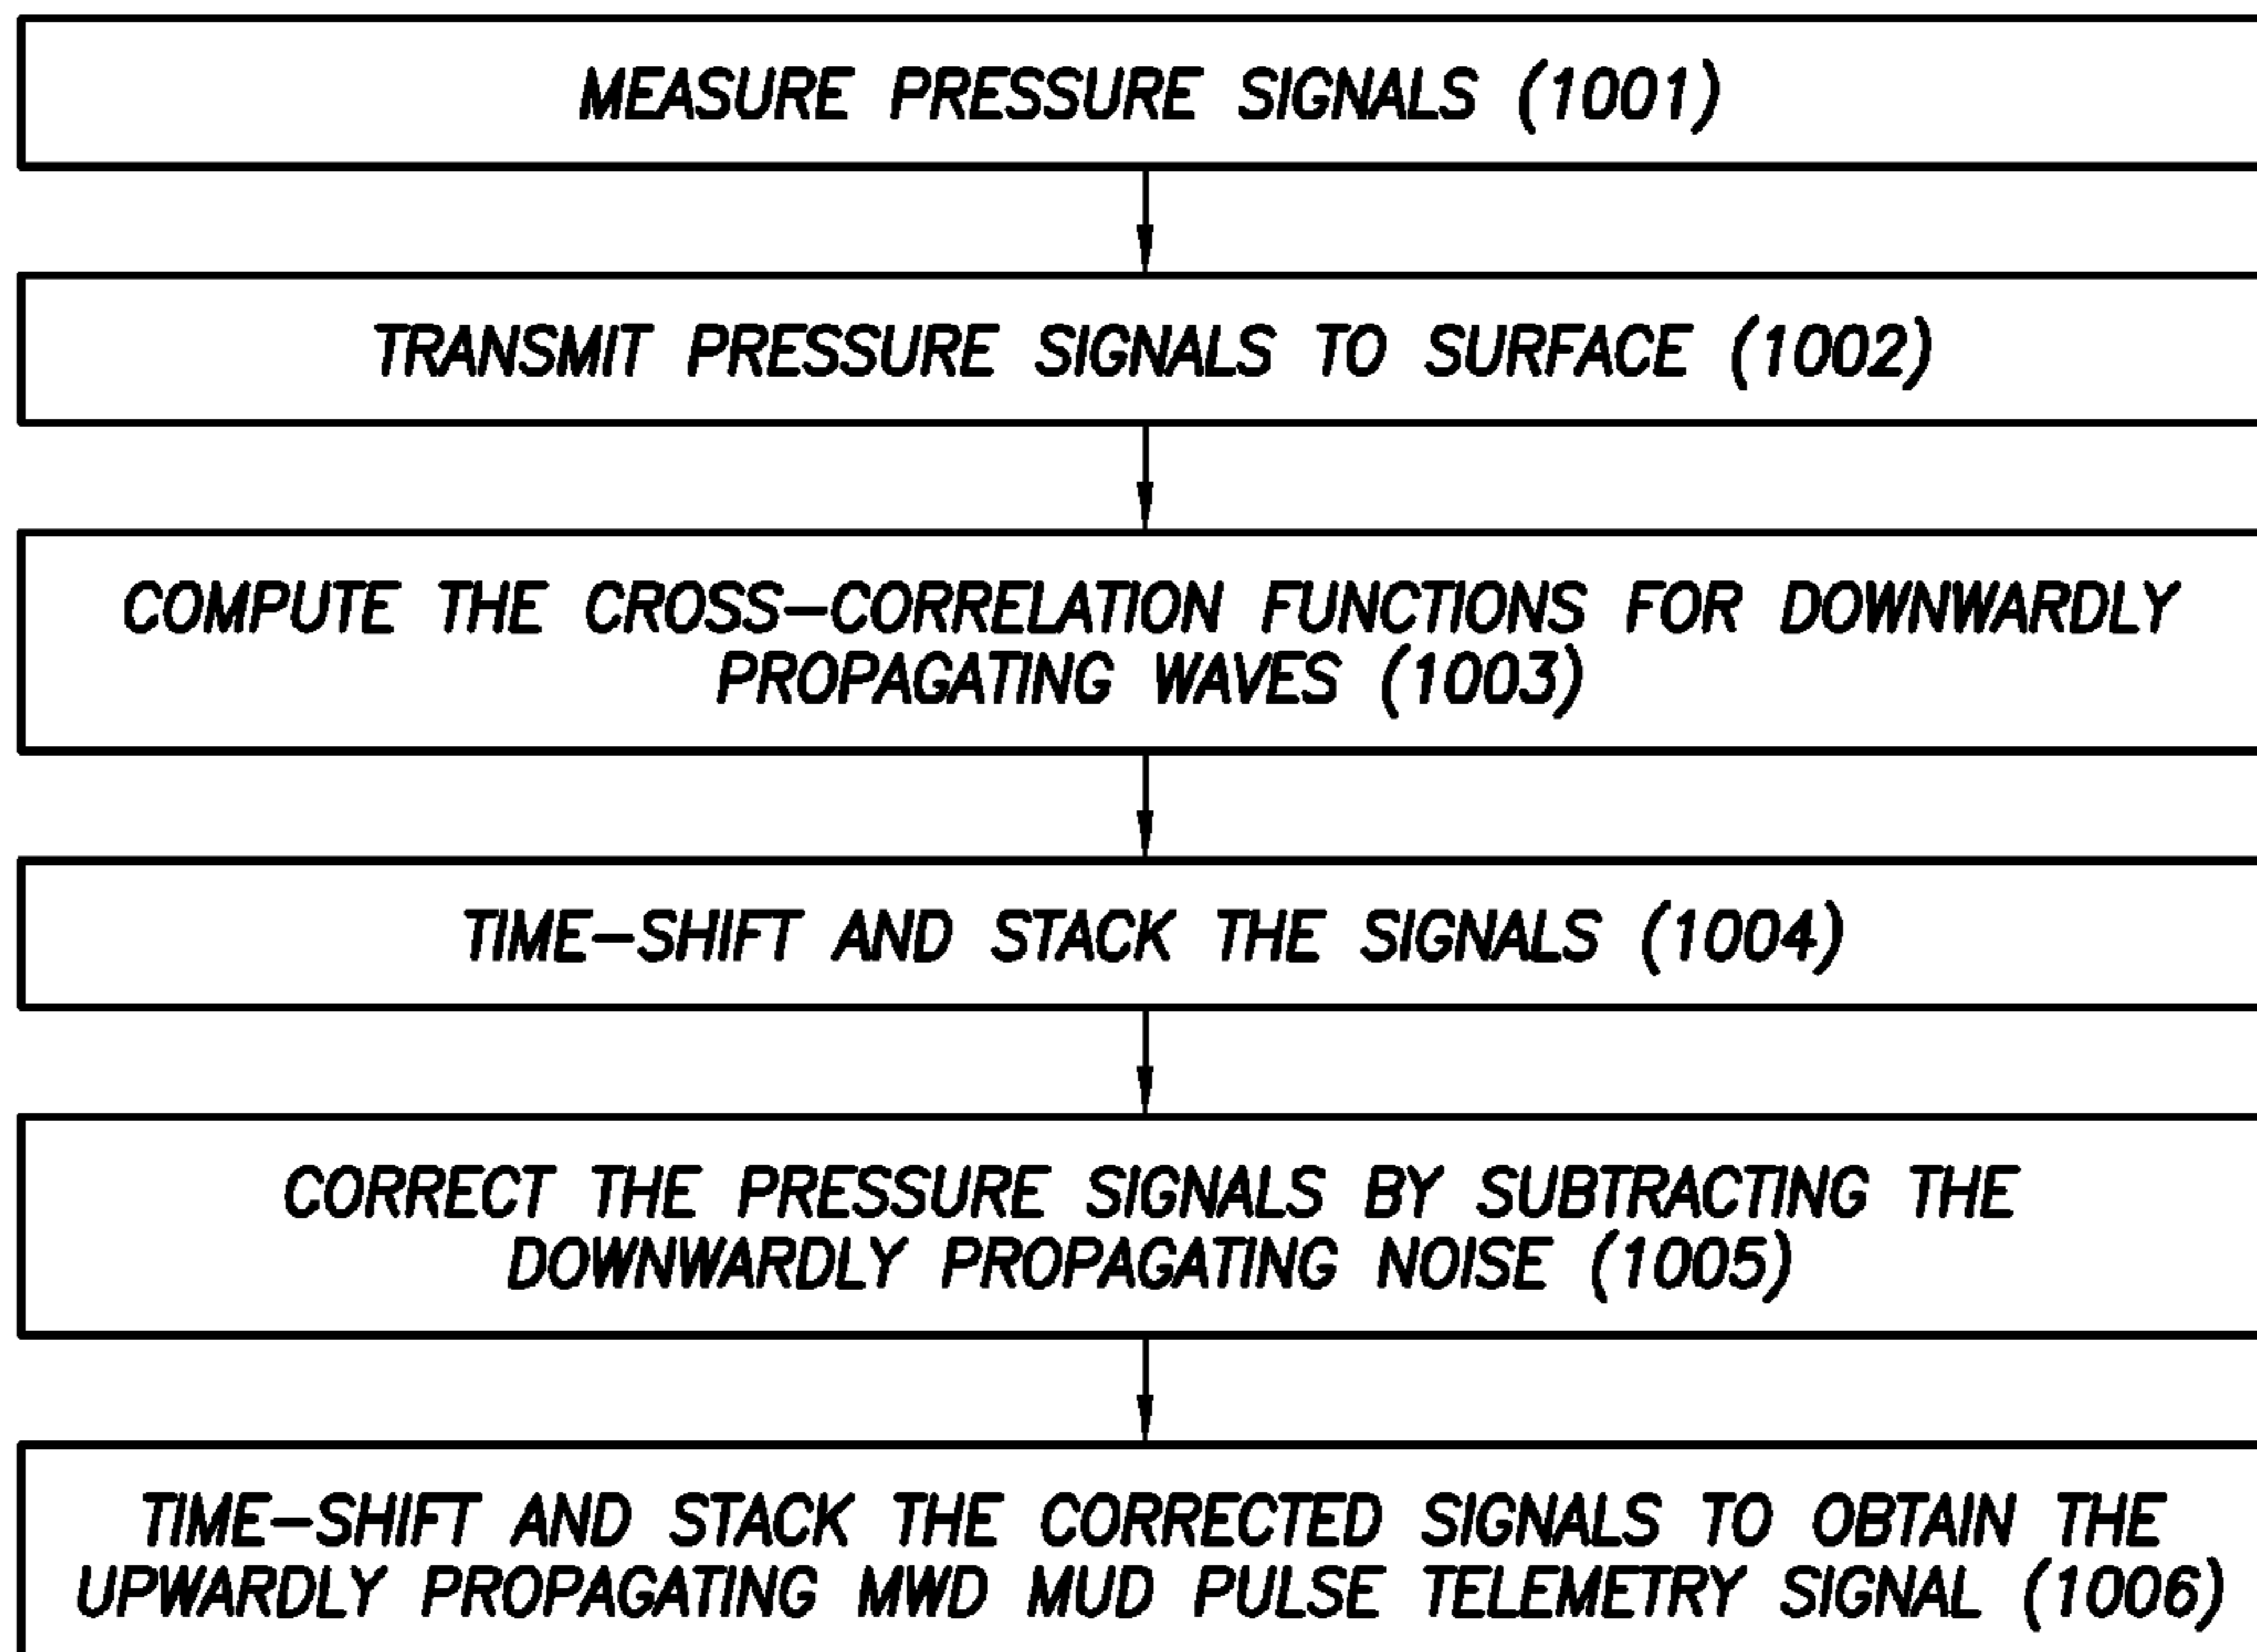 MEASURE PRESSURE SIGNALS (1001)
TRANSMIT PRESSURE SIGNALS TO SURFACE (1002)
COMPUTE THE CROSS-CORRELATION FUNCTIONS FOR DOWNWARDLY
PROPAGATING WAVES (1003)
TIME-SHIFT AND STACK THE SIGNALS (1004)
CORRECT THE PRESSURE SIGNALS BY SUBTRACTING THE
DOWNWARDLY PROPAGATING NOISE (1005)
TIME-SHIFT AND STACK THE CORRECTED SIGNALS TO OBTAIN THE
UPWARDLY PROPAGATING MWD MUD PULSE TELEMETRY SIGNAL (1006)